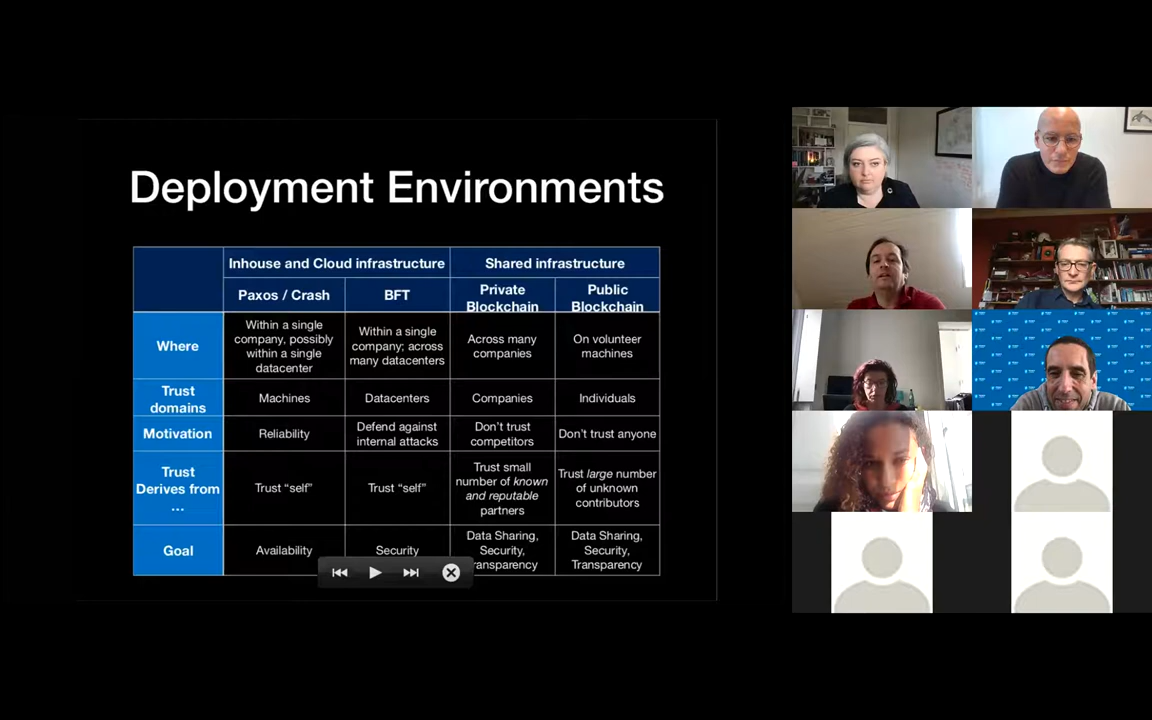 Deployment Environments
Inhouse and Cloud infrastructure
Shared infrastructure
Paxos / Crash
BFT
Private
Blockchain
Public
Blockchain
Where
Within a single
company, possibly
within a single
datacenter
Within a single
company; across
many datacenters
Across many
companies
On volunteer
machines
Trust
domains
Machines
Datacenters
Companies
Individuals
Motivation
Reliability
Defend against
internal attacks
Don't trust
competitors
Don't trust anyone
Trust
Derives from
...
Trust "self"
Trust "self"
Trust small
number of known
and reputable
partners
Trust large number
of unknown
contributors
Goal
Availability
Security
Data Sharing,
Security,
ransparency
Data Sharing,
Security,
Transparency